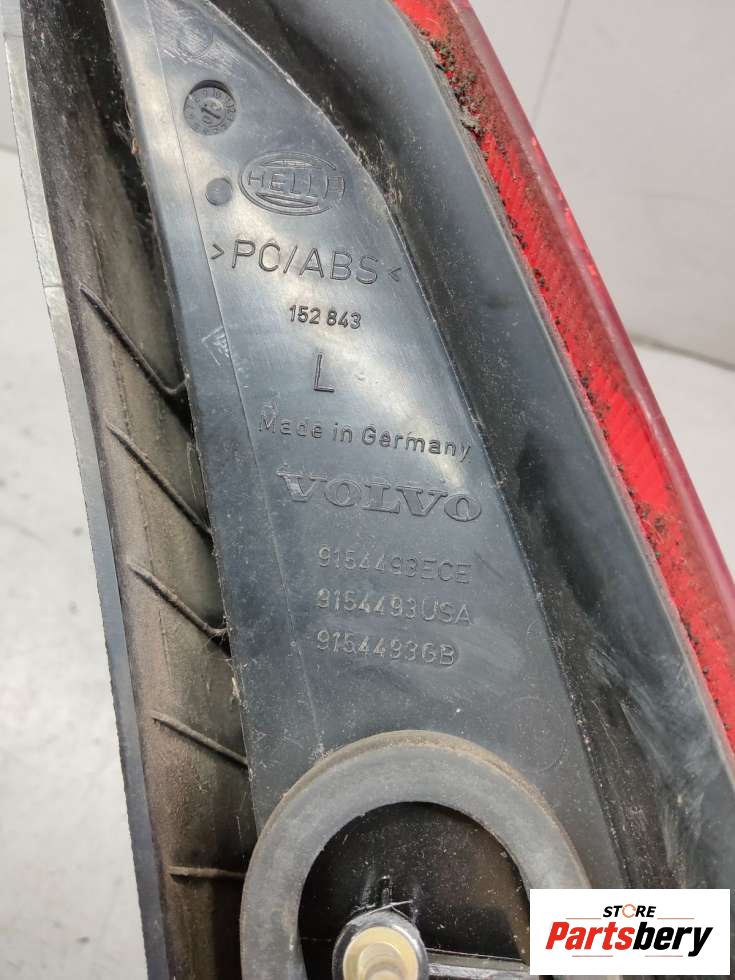 HELLA
>PC/ABS<
152 843
L
Made in Germany
VOLVO
9154493ECE
9154493USA
9154493GB
STORE
Partsbery